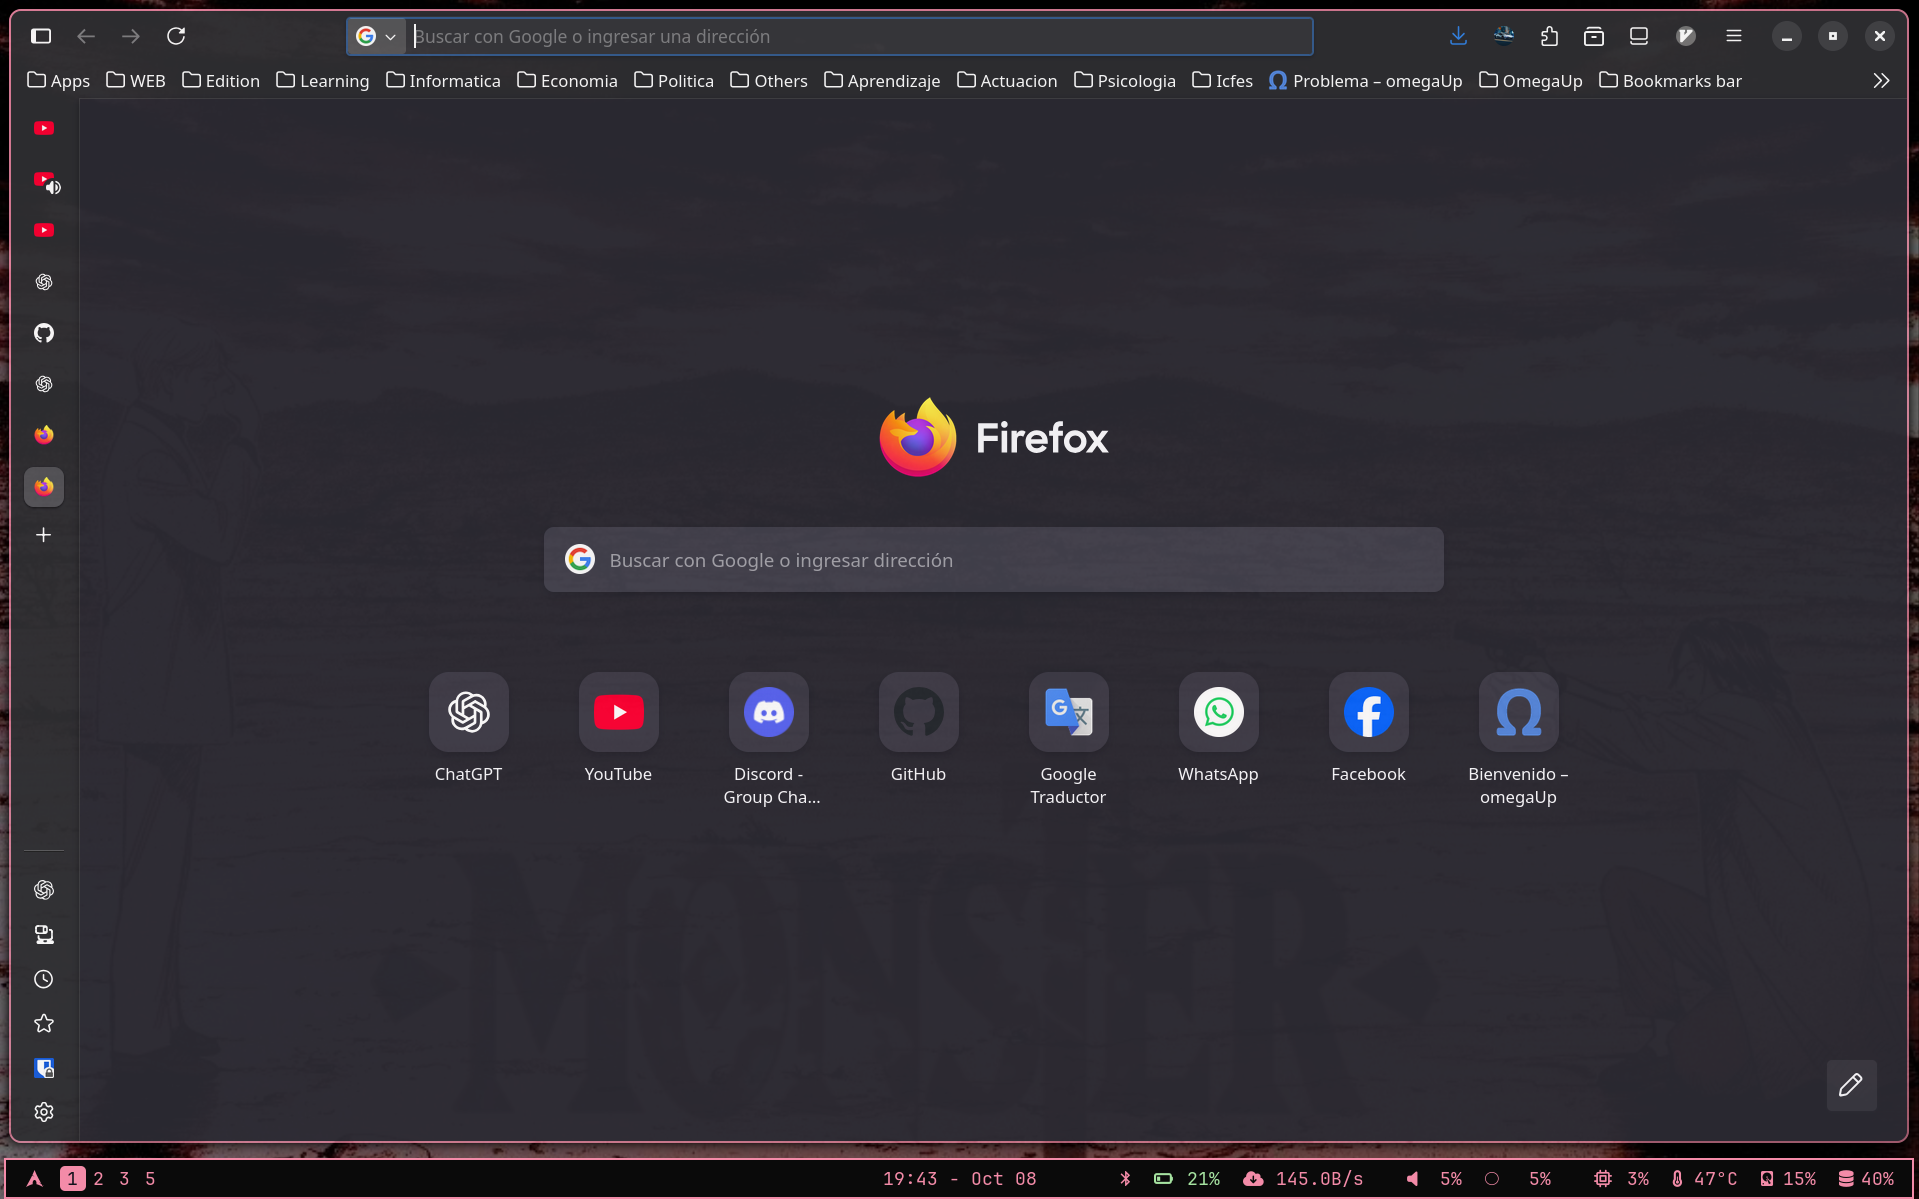 Buscar con Google o ingresar una dirección
Apps WEB Edition Learning Informatica Economia Politica Others Aprendizaje Actuacion Psicologia Icfes Problema – omegaUp OmegaUp Bookmarks bar
Firefox
Buscar con Google o ingresar dirección
ChatGPT YouTube Discord - Group Cha... GitHub Google Traductor WhatsApp Facebook Bienvenido – omegaUp
MONSTER
1 2 3 5 19:43 - Oct 08 21% 145.0B/s 5% 5% 3% 47°C 15% 40%